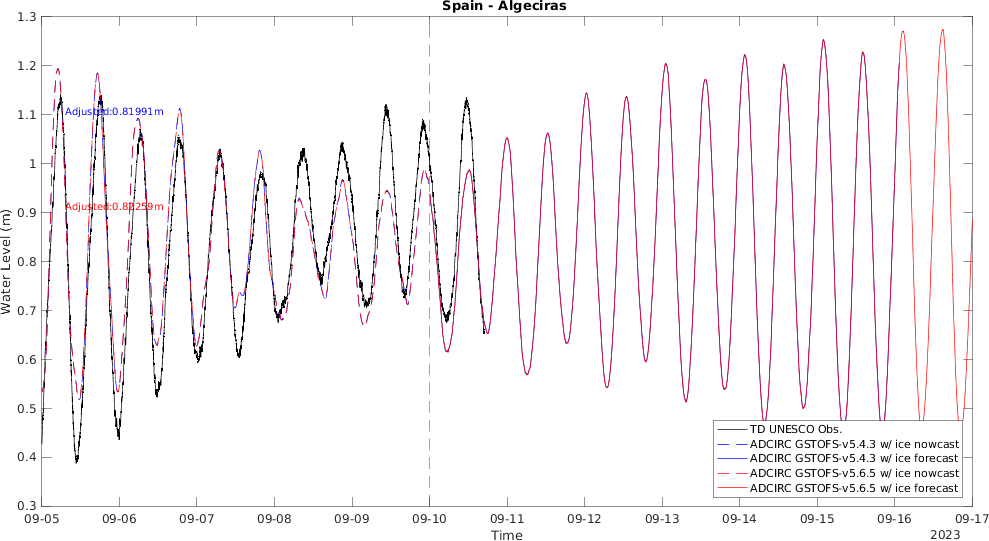 Spain - Algeciras
1.3
1.2
1.1
1
0.9
0.8
0.7
0.6
0.5
0.4
0.3
Water Level (m)
Adjusted:0.81991m
Adjusted:0.82259m
TD UNESCO Obs.
ADCIRC GSTOFS-v5.4.3 w/ ice nowcast
ADCIRC GSTOFS-v5.4.3 w/ ice forecast
ADCIRC GSTOFS-v5.6.5 w/ ice nowcast
ADCIRC GSTOFS-v5.6.5 w/ ice forecast
09-05 09-06 09-07 09-08 09-09 09-10 09-11 09-12 09-13 09-14 09-15 09-16 09-17
Time
2023